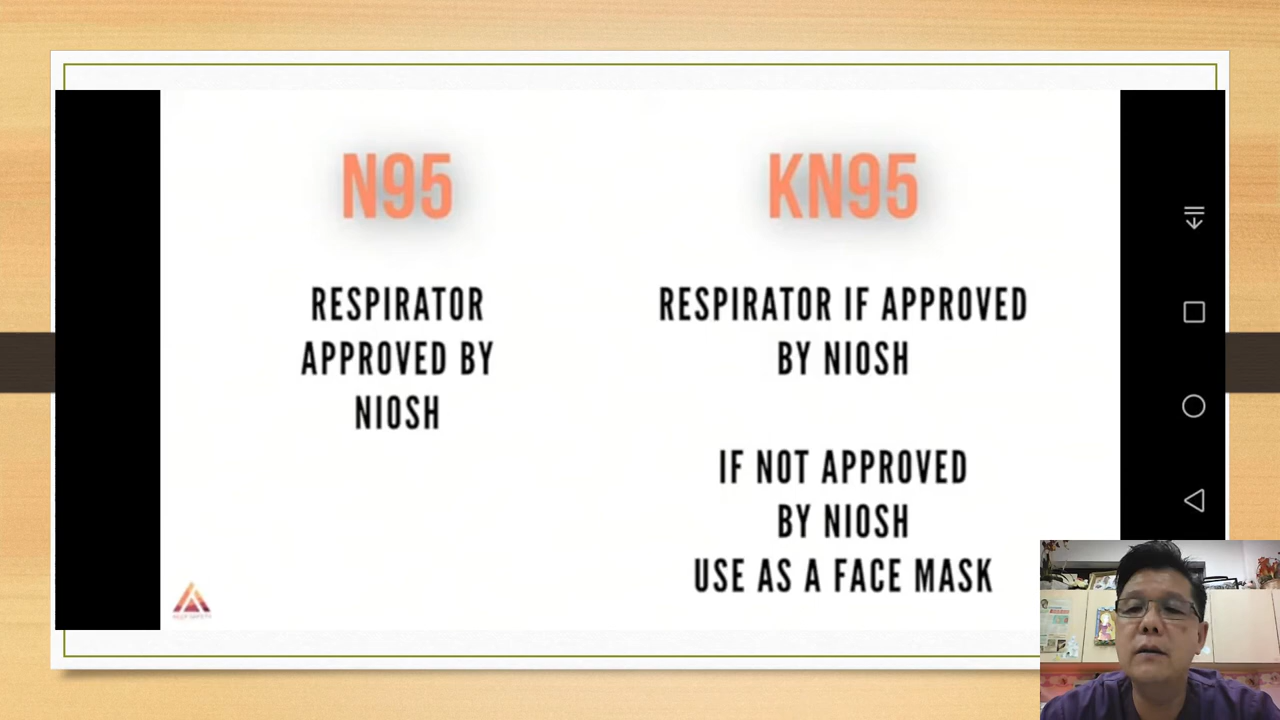 N95
RESPIRATOR
APPROVED BY
NIOSH
KN95
RESPIRATOR IF APPROVED
BY NIOSH
IF NOT APPROVED
BY NIOSH
USE AS A FACE MASK